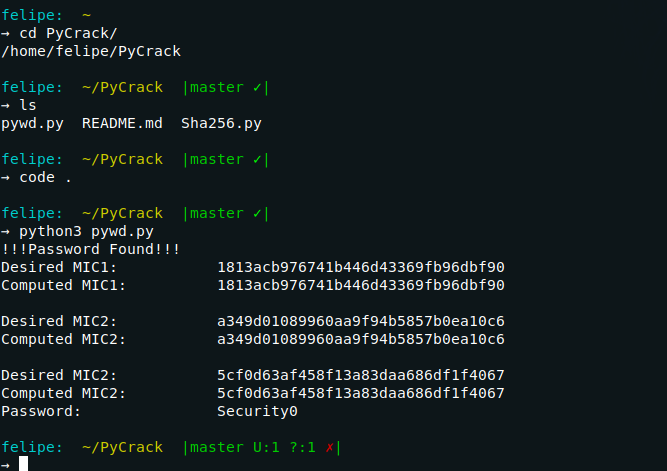 felipe:  ~
→ cd PyCrack/
/home/felipe/PyCrack
felipe:  ~/PyCrack  |master ✓|
→ ls
pywd.py  README.md  Sha256.py
felipe:  ~/PyCrack  |master ✓|
→ code .
felipe:  ~/PyCrack  |master ✓|
→ python3 pywd.py
!!!Password Found!!!
Desired MIC1:           1813acb976741b446d43369fb96dbf90
Computed MIC1:          1813acb976741b446d43369fb96dbf90
Desired MIC2:           a349d01089960aa9f94b5857b0ea10c6
Computed MIC2:          a349d01089960aa9f94b5857b0ea10c6
Desired MIC2:           5cf0d63af458f13a83daa686df1f4067
Computed MIC2:          5cf0d63af458f13a83daa686df1f4067
Password:               Security0
felipe:  ~/PyCrack  |master U:1 ?:1 ✗|
→